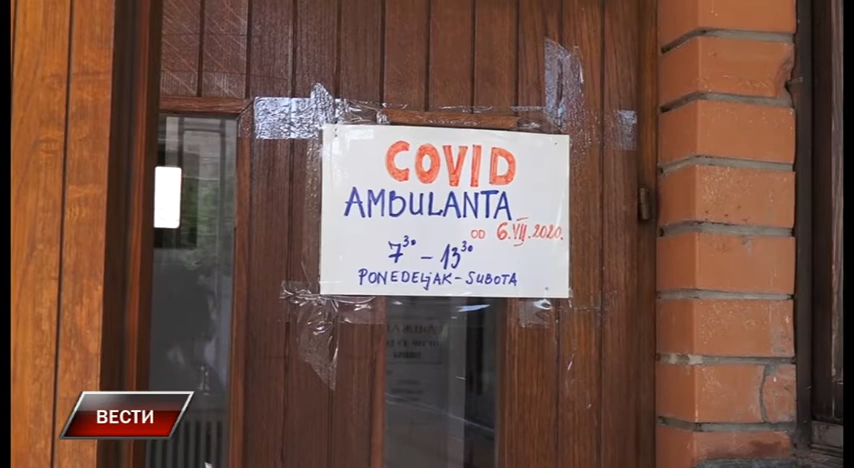 COVID
AMBULANTA
OD 6.VII.2020.
7³⁰ - 13³⁰
PONEDELJAK - SUBOTA
ВЕСТИ